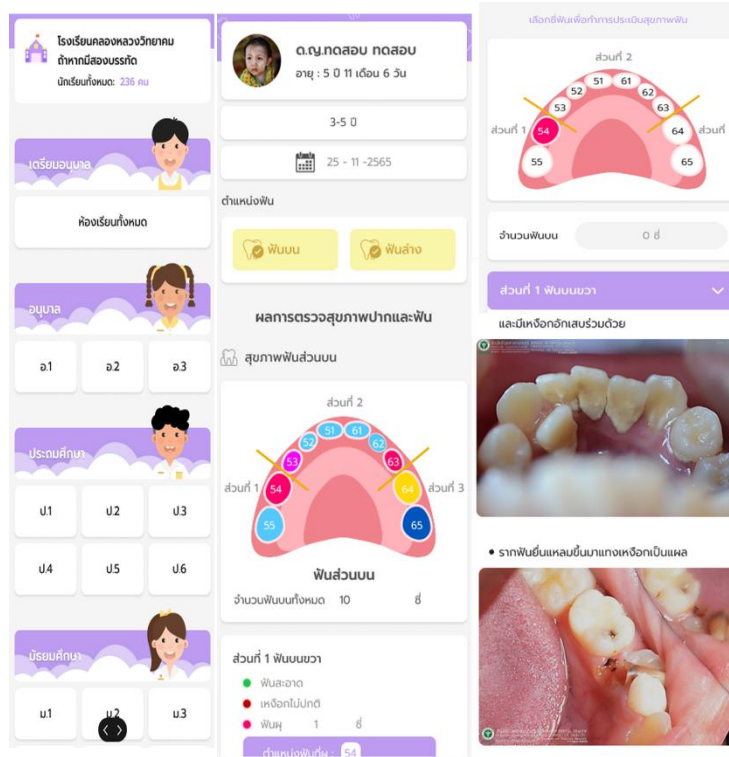 โรงเรียนคลองหลวงวิทยาคม
ถ้าหากมีสองบรรทัด
นักเรียนทั้งหมด: 236 คน
เตรียมอนุบาล
ห้องเรียนทั้งหมด
อนุบาล
อ.1 อ.2 อ.3
ประถมศึกษา
ป.1 ป.2 ป.3
ป.4 ป.5 ป.6
มัธยมศึกษา
ม.1 ม.2 ม.3
ด.ญ.ทดสอบ ทดสอบ
อายุ : 5 ปี 11 เดือน 6 วัน
3-5 ปี
25 - 11 -2565
ตำแหน่งฟัน
ฟันบน ฟันล่าง
ผลการตรวจสุขภาพปากและฟัน
สุขภาพฟันส่วนบน
ส่วนที่ 2
51 61
52 62
53 63
ส่วนที่ 1 54 64 ส่วนที่ 3
55 65
ฟันส่วนบน
จำนวนฟันบนทั้งหมด 10 ซี่
ส่วนที่ 1 ฟันบนขวา
ฟันสะอาด
เหงือกไม่ปกติ
ฟันผุ 1 ซี่
ตำแหน่งฟันที่ผุ : 54
เลือกซี่ฟันเพื่อทำการประเมินสุขภาพฟัน
ส่วนที่ 2
51 61
52 62
53 63
ส่วนที่ 1 54 64 ส่วนที่
55 65
จำนวนฟันบน 0 ซี่
ส่วนที่ 1 ฟันบนขวา
และมีเหงือกอักเสบร่วมด้วย
• รากฟันยื่นแหลมขึ้นมาแทงเหงือกเป็นแผล